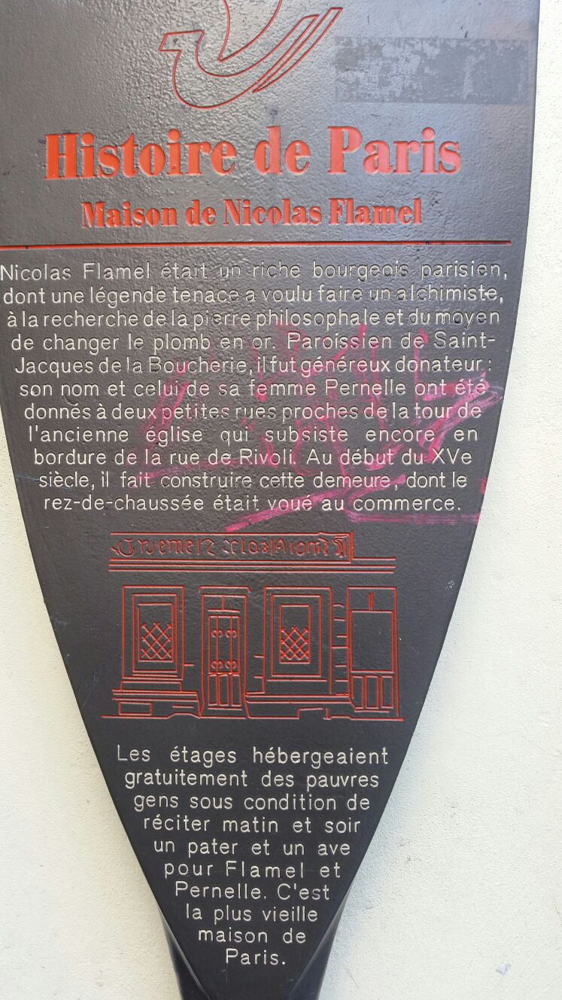 Histoire de Paris
Maison de Nicolas Flamel
Nicolas Flamel était un riche bourgeois parisien,
dont une légende tenace a voulu faire un alchimiste,
à la recherche de la pierre philosophale et du moyen
de changer le plomb en or. Paroissien de Saint-
Jacques de la Boucherie, il fut généreux donateur :
son nom et celui de sa femme Pernelle ont été
donnés à deux petites rues proches de la tour de
l'ancienne église qui subsiste encore en
bordure de la rue de Rivoli. Au début du XVe
siècle, il fait construire cette demeure, dont le
rez-de-chaussée était voué au commerce.
Les étages hébergeaient
gratuitement des pauvres
gens sous condition de
réciter matin et soir
un pater et un ave
pour Flamel et
Pernelle. C'est
la plus vieille
maison de
Paris.